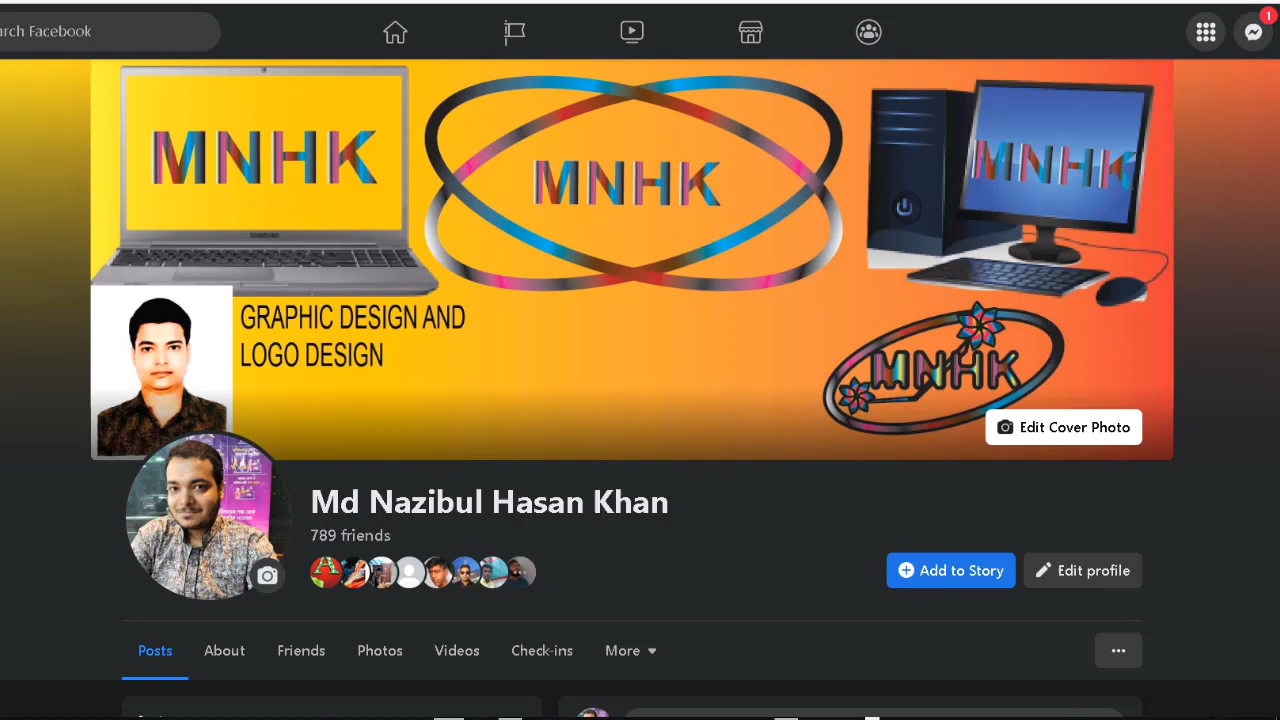 arch Facebook
1
MNHK
MNHK
MNHK
GRAPHIC DESIGN AND
LOGO DESIGN
MNHK
Edit Cover Photo
Md Nazibul Hasan Khan
789 friends
Add to Story
Edit profile
Posts
About
Friends
Photos
Videos
Check-ins
More